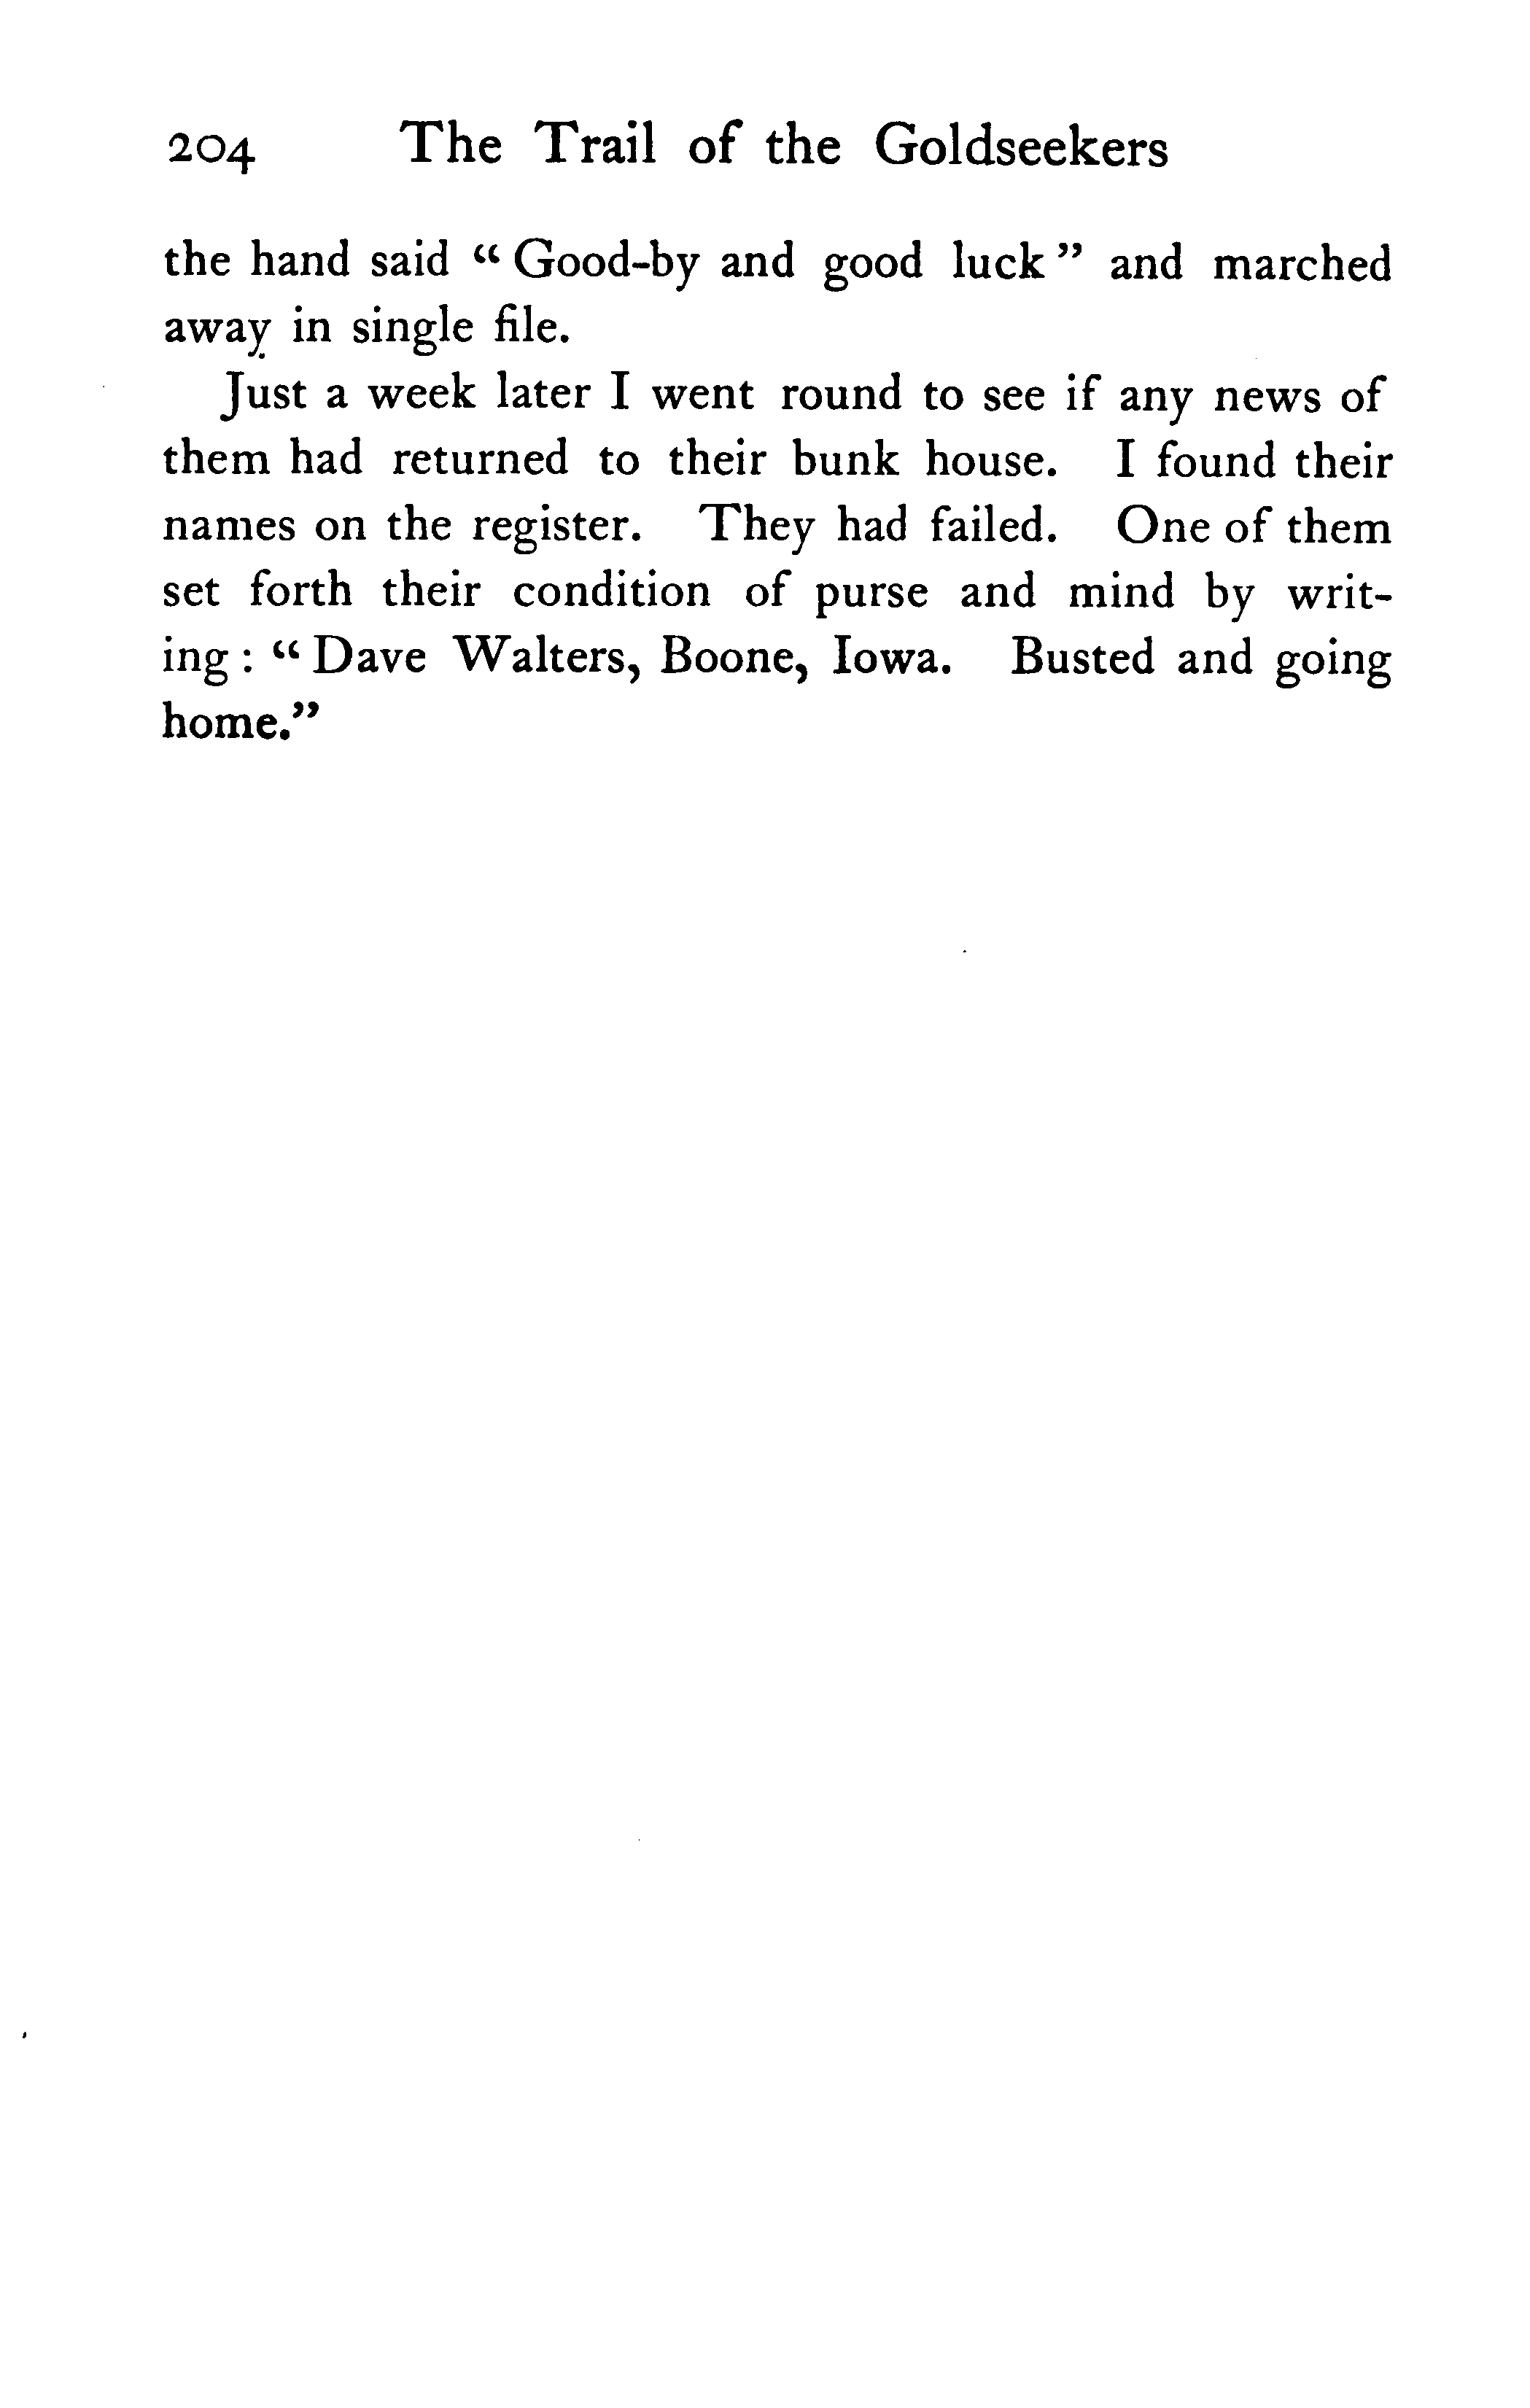 204 The Trail of the Goldseekers
the hand said “ Good-by and good luck ” and marched
away in single file.
Just a week later I went round to see if any news of
them had returned to their bunk house. I found their
names on the register. They had failed. One of them
set forth their condition of purse and mind by writ-
ing : “ Dave Walters, Boone, Iowa. Busted and going
home.”